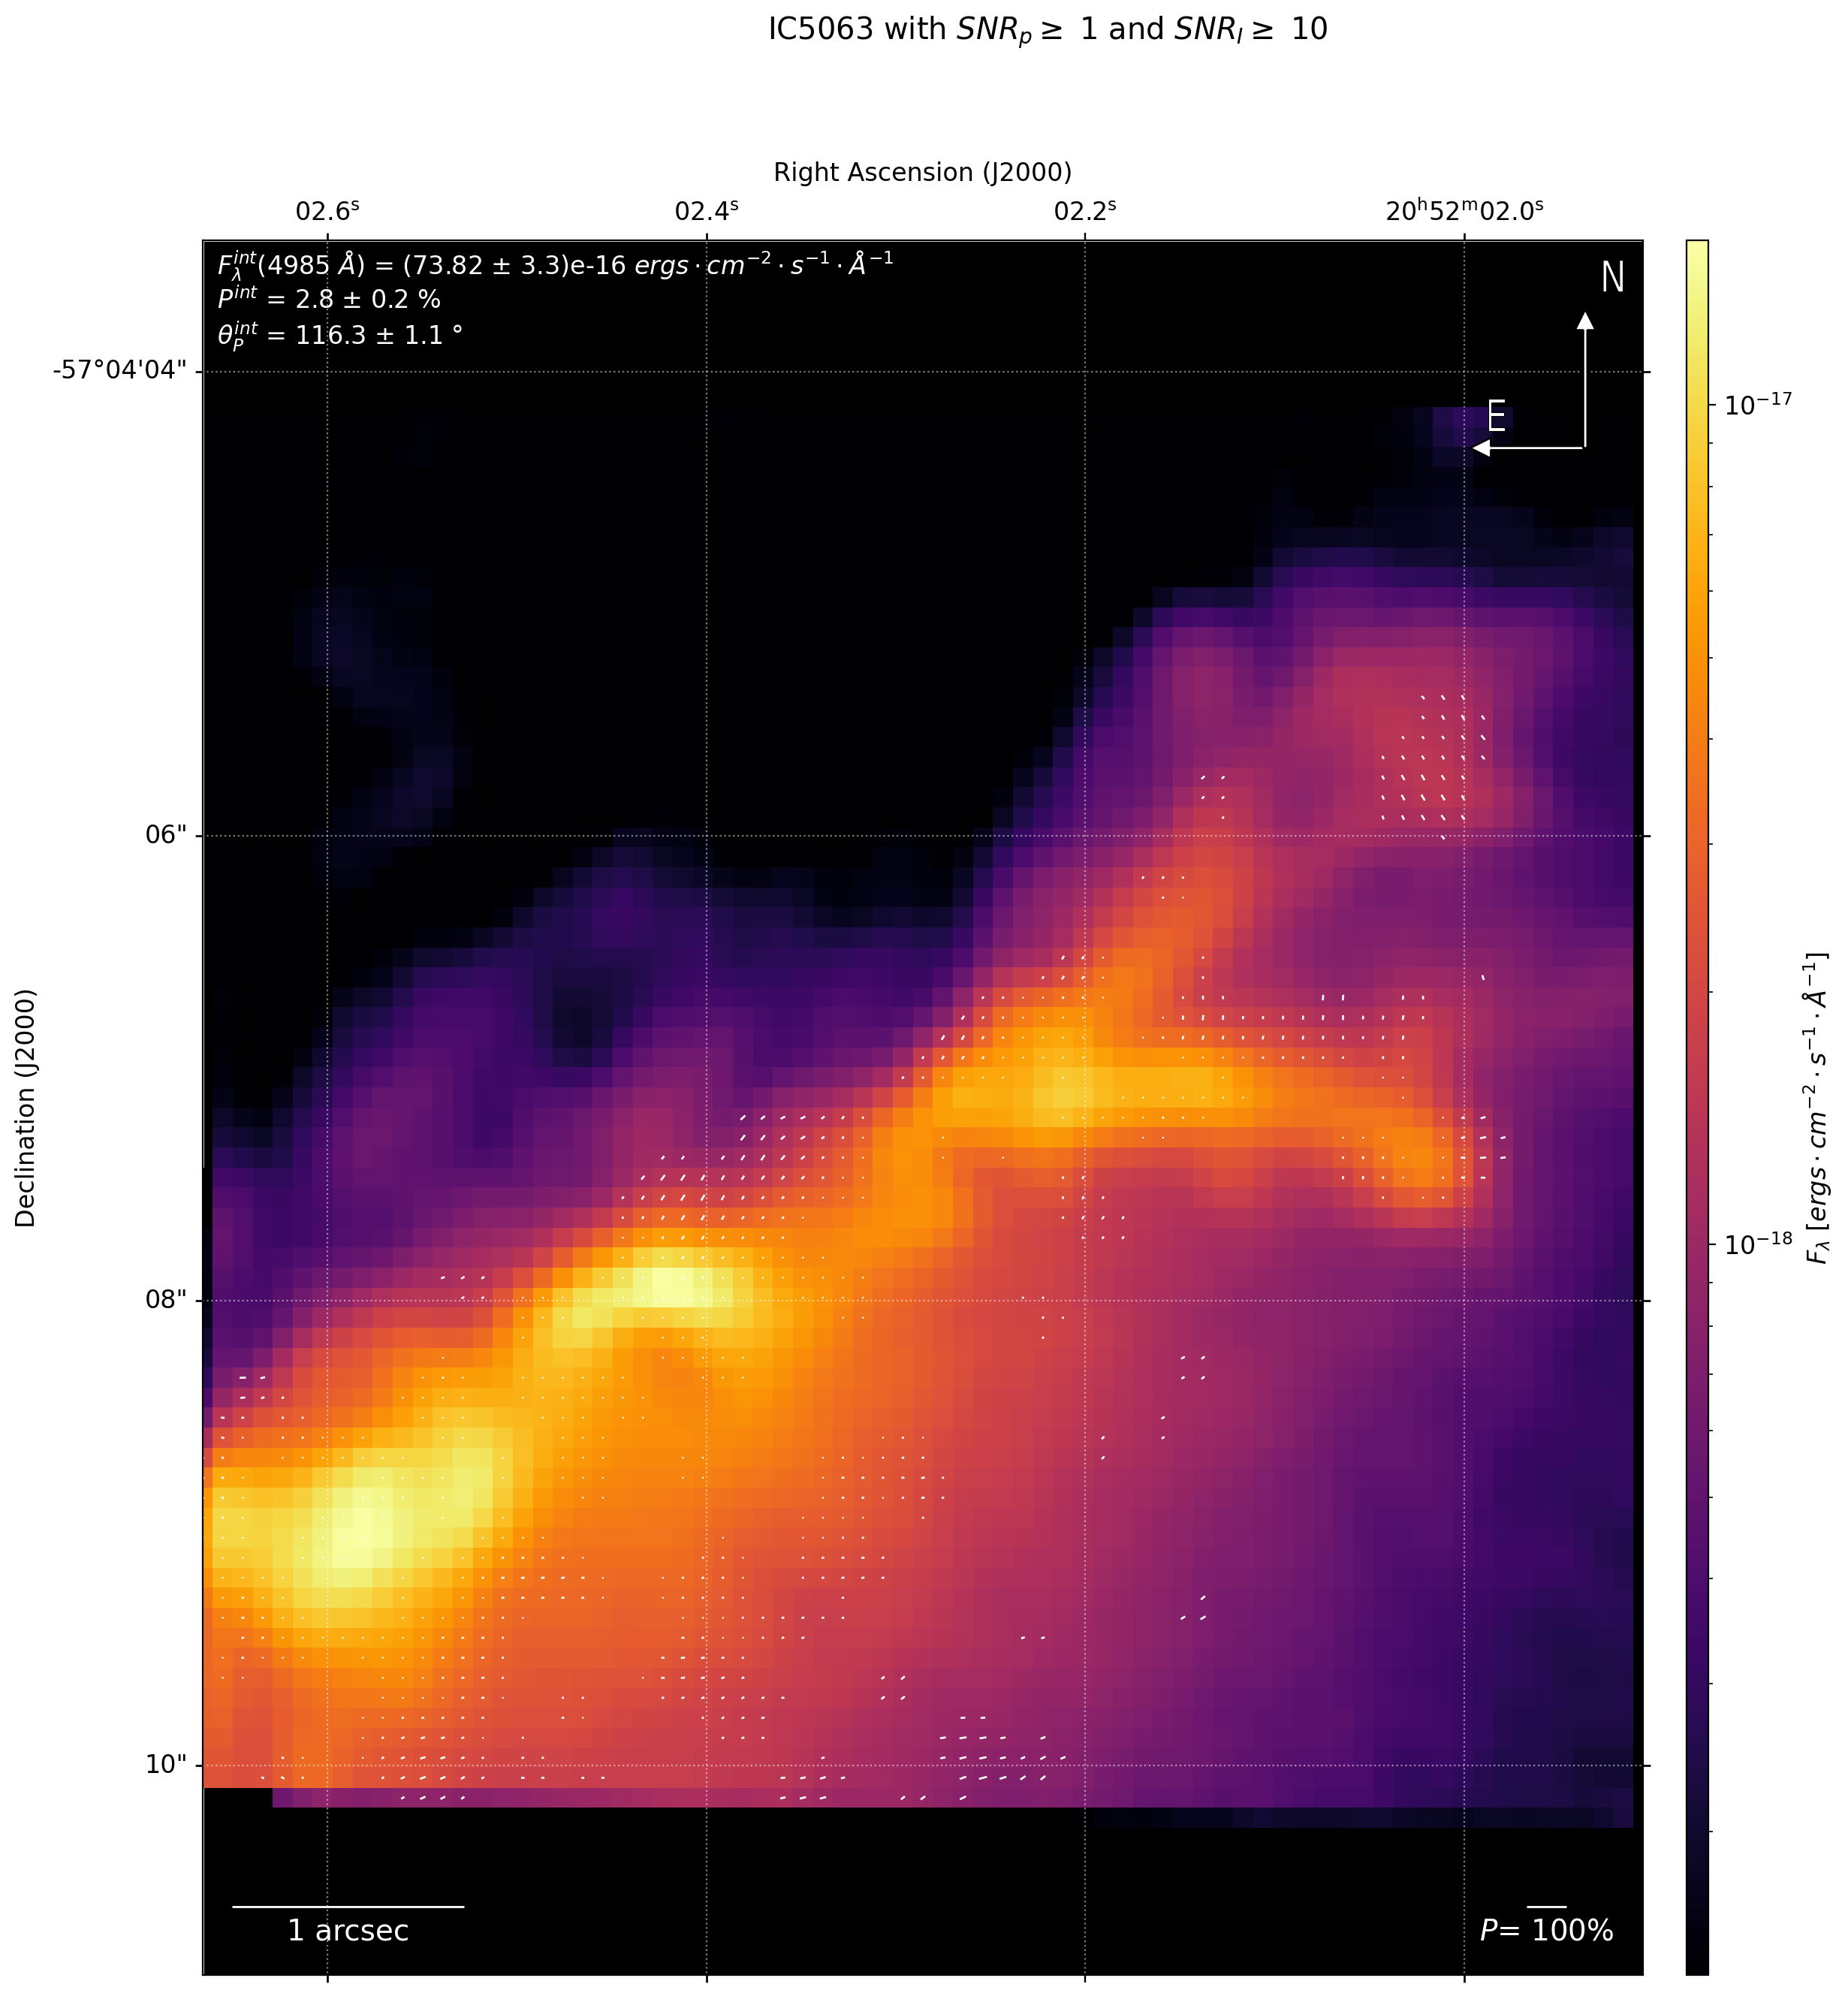 IC5063 with SNR_p ≥ 1 and SNR_I ≥ 10
Right Ascension (J2000)
02.6ˢ 02.4ˢ 02.2ˢ 20ʰ52ᵐ02.0ˢ
F_λ^int(4985 Å) = (73.82 ± 3.3)e-16 ergs · cm⁻² · s⁻¹ · Å⁻¹
P^int = 2.8 ± 0.2 %
θ_P^int = 116.3 ± 1.1 °
N
E
-57°04'04"
06"
08"
10"
Declination (J2000)
10⁻¹⁷
10⁻¹⁸
F_λ [ergs · cm⁻² · s⁻¹ · Å⁻¹]
1 arcsec
P= 100%